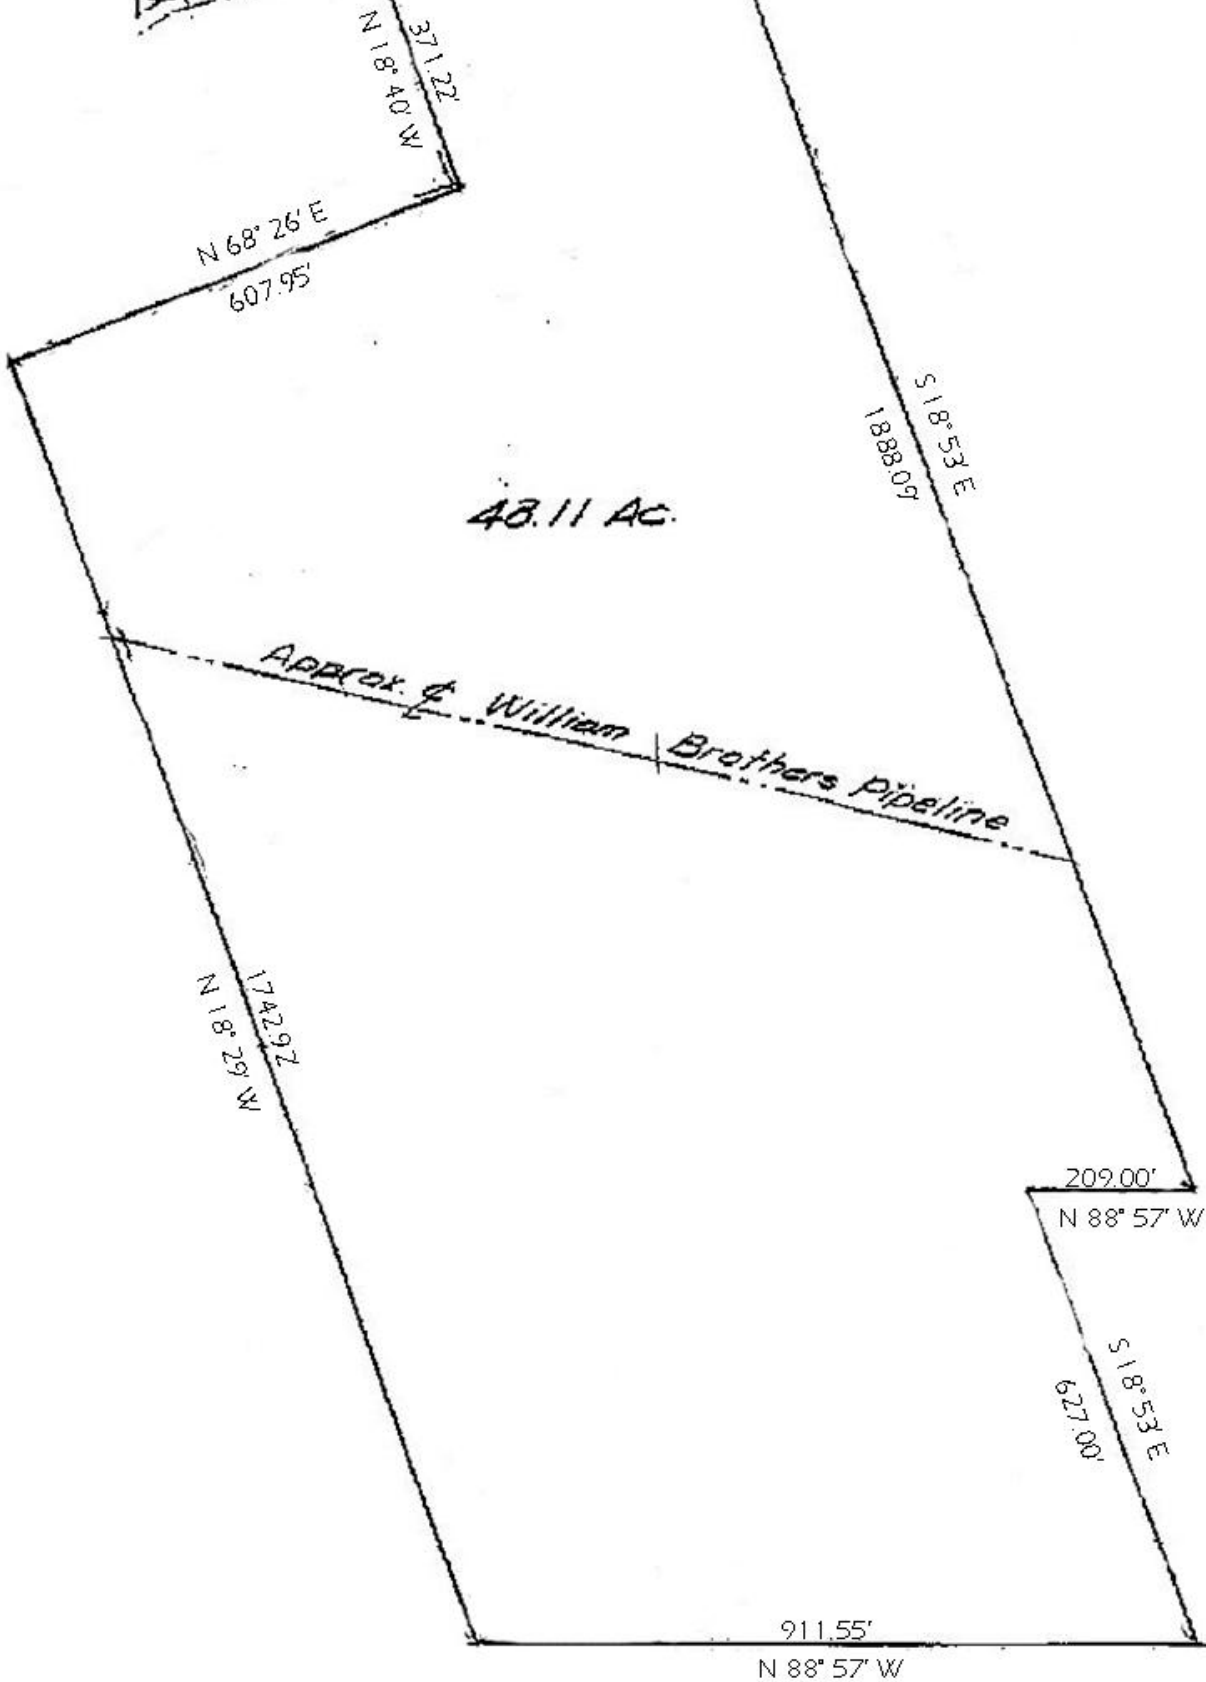 371.22'
N 18° 40' W
N 68° 26' E
607.95'
S 18° 53' E
1888.09'
48.11 Ac.
Approx. ₵ William Brothers Pipeline
1742.92'
N 18° 29' W
209.00'
N 88° 57' W
S 18° 53' E
627.00'
911.55'
N 88° 57' W